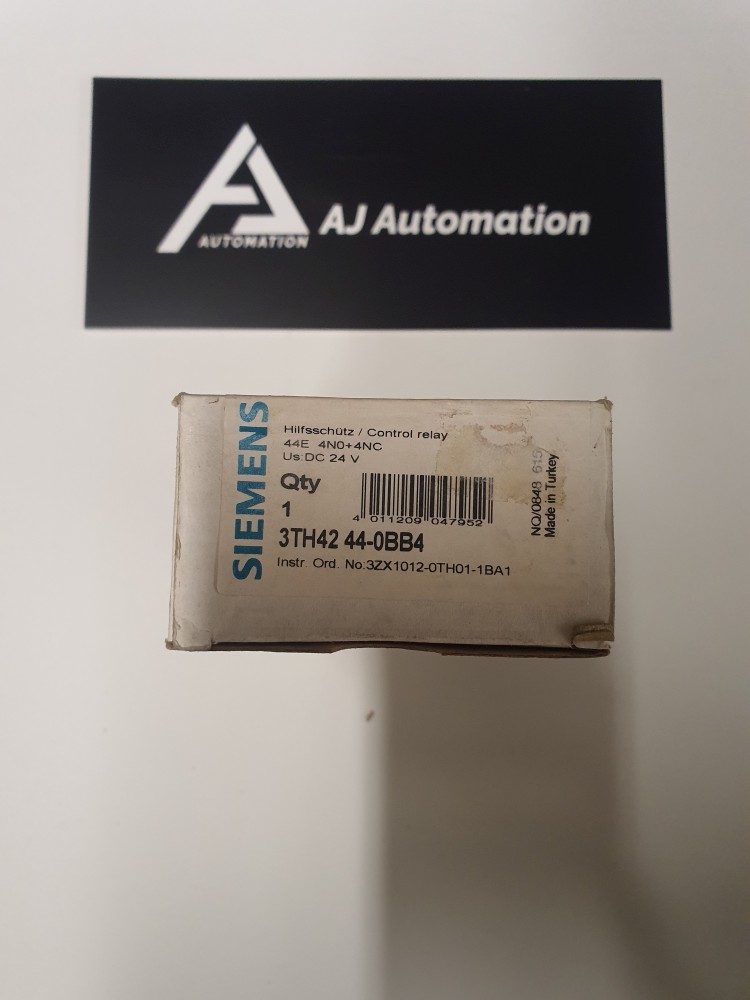 AUTOMATION
AJ Automation
SIEMENS
Hilfsschütz / Control relay
44E 4N0+4NC
Us:DC 24 V
Qty
1
4 011209 047952
3TH42 44-0BB4
Instr. Ord. No:3ZX1012-0TH01-1BA1
NQ/0848 615
Made in Turkey